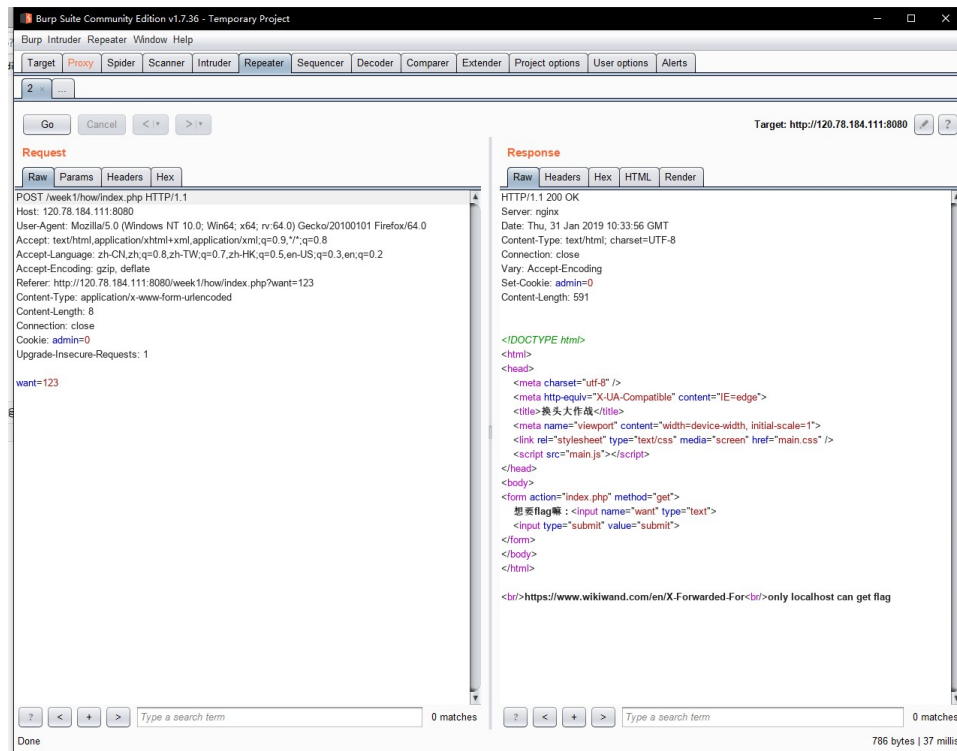 Burp Suite Community Edition v1.7.36 - Temporary Project
Burp Intruder Repeater Window Help
Target Proxy Spider Scanner Intruder Repeater Sequencer Decoder Comparer Extender Project options User options Alerts
2 × ...
Go Cancel < > Target: http://120.78.184.111:8080 ?
Request
Raw Params Headers Hex
POST /week1/how/index.php HTTP/1.1
Host: 120.78.184.111:8080
User-Agent: Mozilla/5.0 (Windows NT 10.0; Win64; x64; rv:64.0) Gecko/20100101 Firefox/64.0
Accept: text/html,application/xhtml+xml,application/xml;q=0.9,*/*;q=0.8
Accept-Language: zh-CN,zh;q=0.8,zh-TW;q=0.7,zh-HK;q=0.5,en-US;q=0.3,en;q=0.2
Accept-Encoding: gzip, deflate
Referer: http://120.78.184.111:8080/week1/how/index.php?want=123
Content-Type: application/x-www-form-urlencoded
Content-Length: 8
Connection: close
Cookie: admin=0
Upgrade-Insecure-Requests: 1
want=123
? < + > Type a search term 0 matches
Response
Raw Headers Hex HTML Render
HTTP/1.1 200 OK
Server: nginx
Date: Thu, 31 Jan 2019 10:33:56 GMT
Content-Type: text/html; charset=UTF-8
Connection: close
Vary: Accept-Encoding
Set-Cookie: admin=0
Content-Length: 591
<!DOCTYPE html>
<html>
<head>
<meta charset="utf-8" />
<meta http-equiv="X-UA-Compatible" content="IE=edge">
<title>换头大作战</title>
<meta name="viewport" content="width=device-width, initial-scale=1">
<link rel="stylesheet" type="text/css" media="screen" href="main.css" />
<script src="main.js"></script>
</head>
<body>
<form action="index.php" method="get">
想要flag嘛：<input name="want" type="text">
<input type="submit" value="submit">
</form>
</body>
</html>
<br/>https://www.wikiwand.com/en/X-Forwarded-For<br/>only localhost can get flag
? < + > Type a search term 0 matches
Done 786 bytes | 37 millis